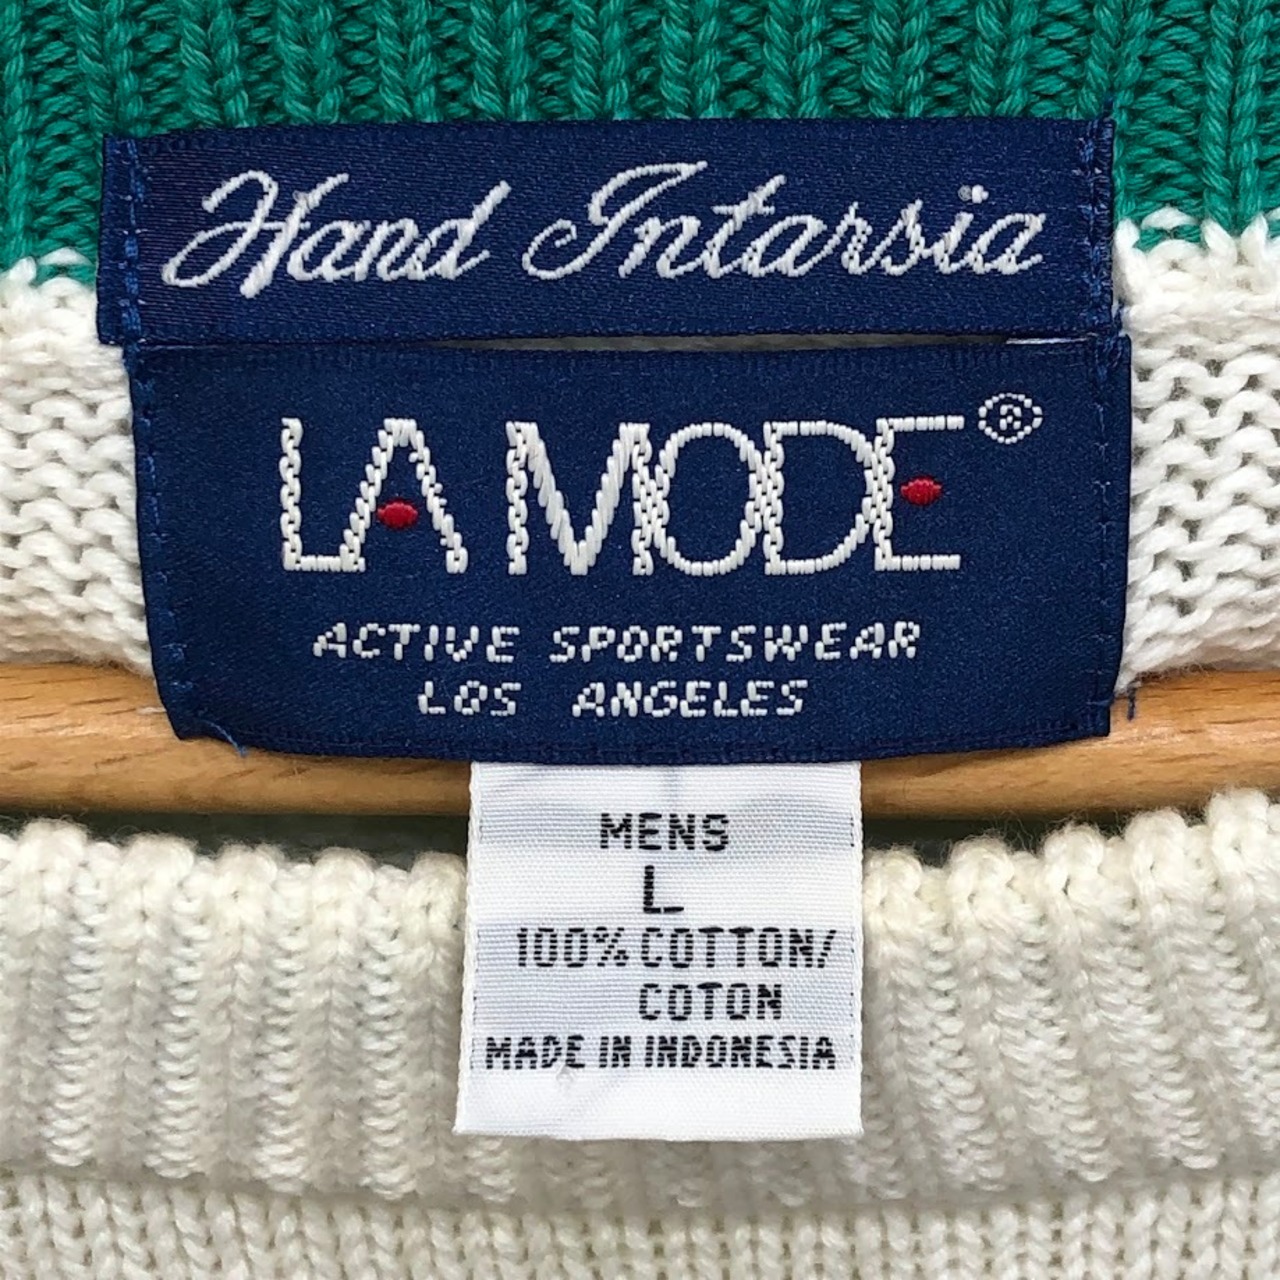 Hand Intarsia
LA MODE ®
ACTIVE SPORTSWEAR
LOS ANGELES
MENS
L
100% COTTON/
COTON
MADE IN INDONESIA